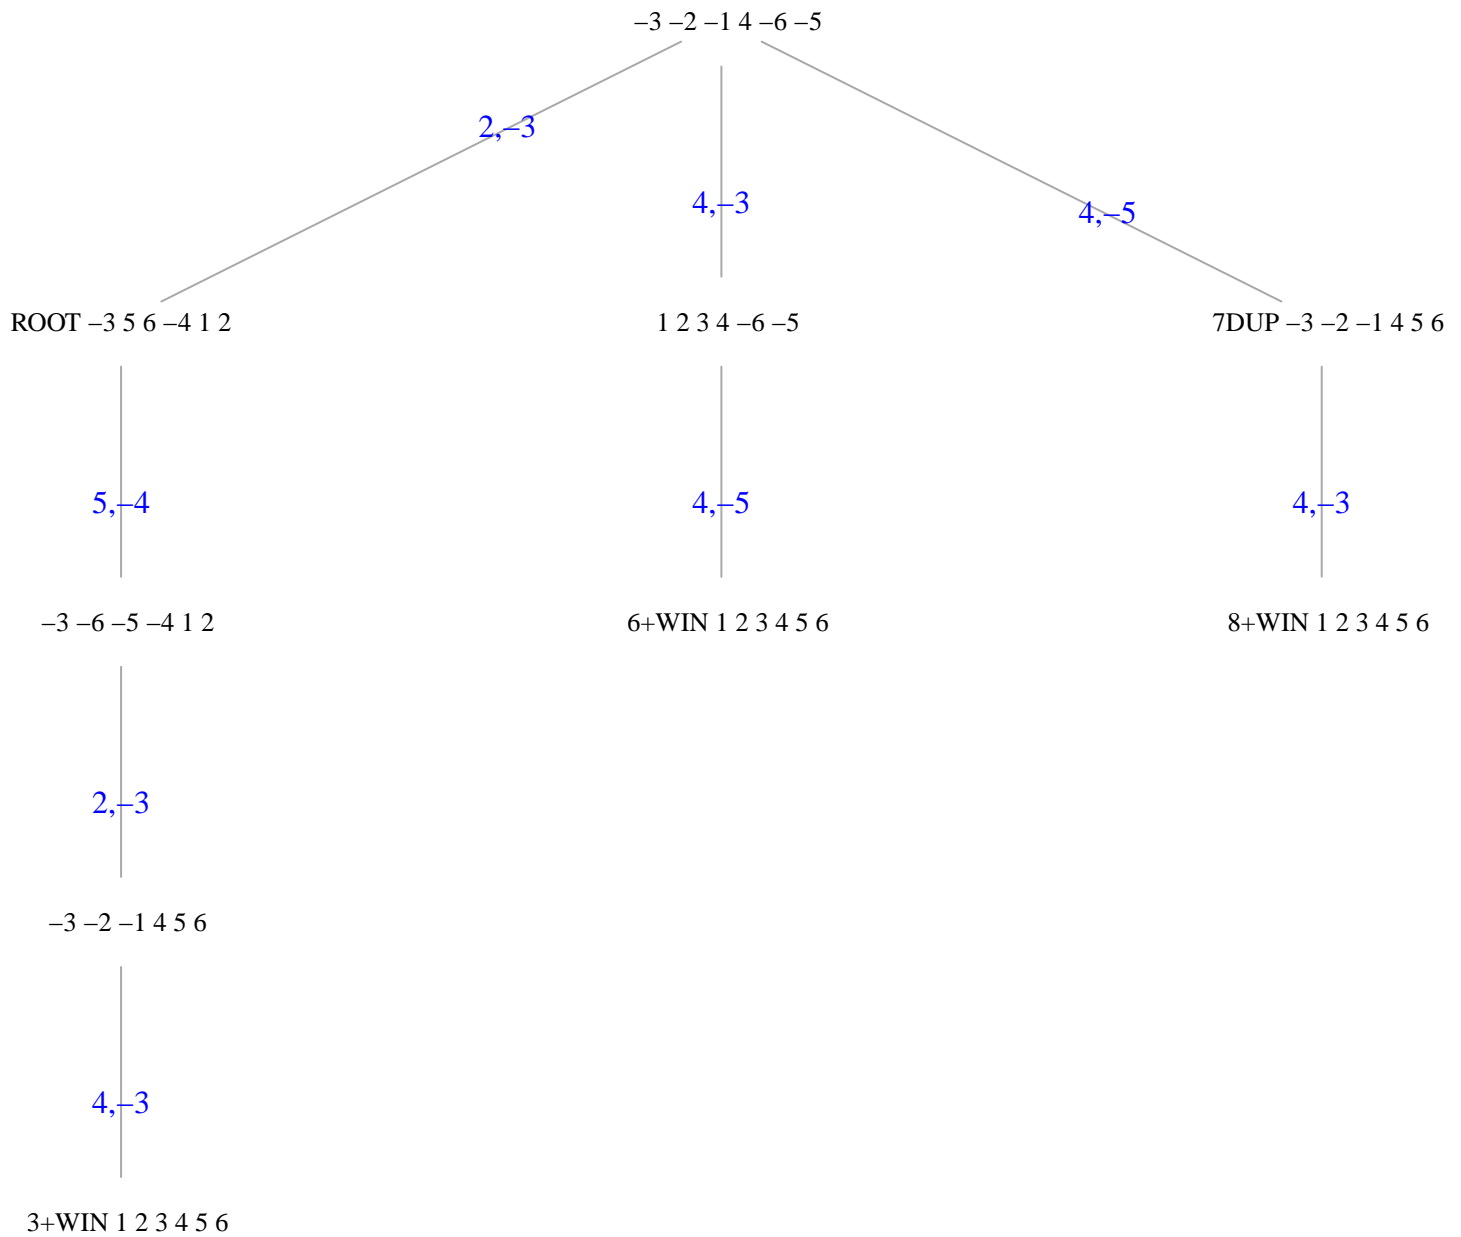 –3 –2 –1 4 –6 –5
2,–3
4,–3
4,–5
ROOT –3 5 6 –4 1 2
1 2 3 4 –6 –5
7DUP –3 –2 –1 4 5 6
5,–4
4,–5
4,–3
–3 –6 –5 –4 1 2
6+WIN 1 2 3 4 5 6
8+WIN 1 2 3 4 5 6
2,–3
–3 –2 –1 4 5 6
4,–3
3+WIN 1 2 3 4 5 6